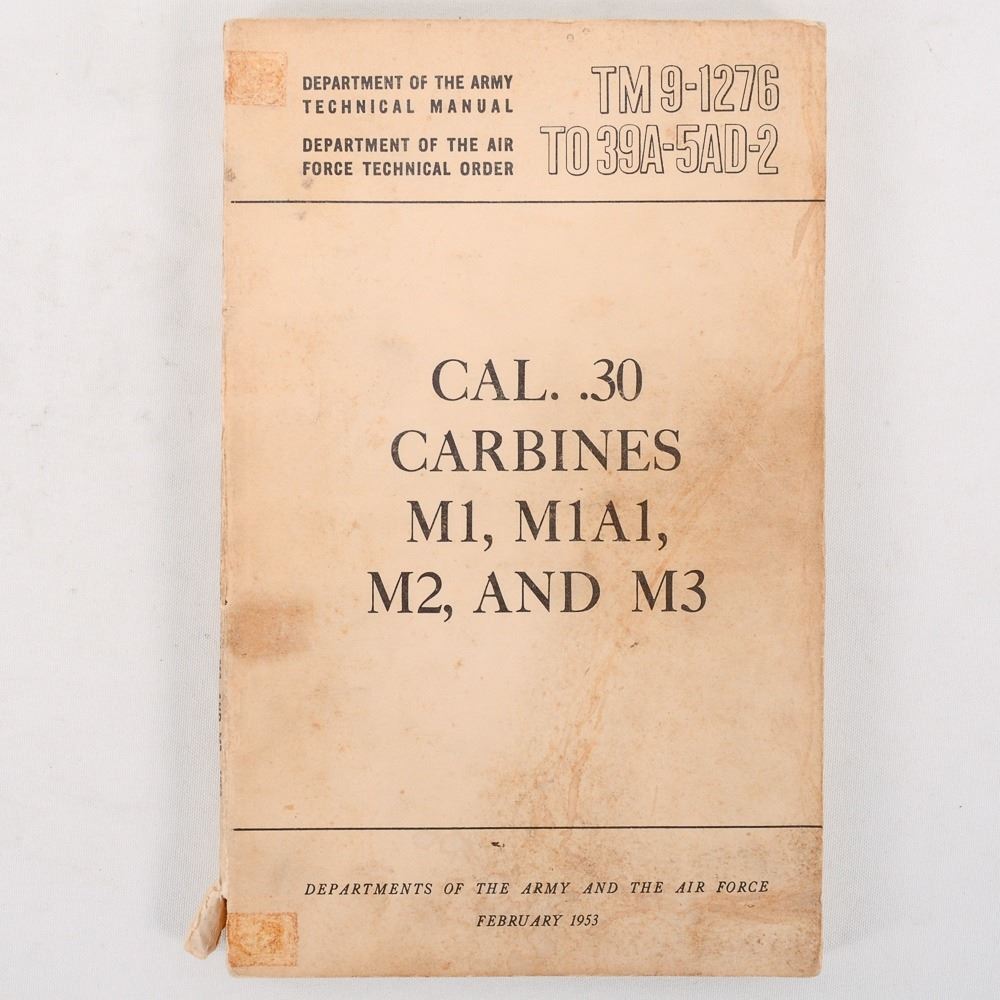 DEPARTMENT OF THE ARMY
TECHNICAL MANUAL
DEPARTMENT OF THE AIR
FORCE TECHNICAL ORDER
TM 9-1276
TO 39A-5AD-2
CAL. .30
CARBINES
M1, M1A1,
M2, AND M3
DEPARTMENTS OF THE ARMY AND THE AIR FORCE
FEBRUARY 1953